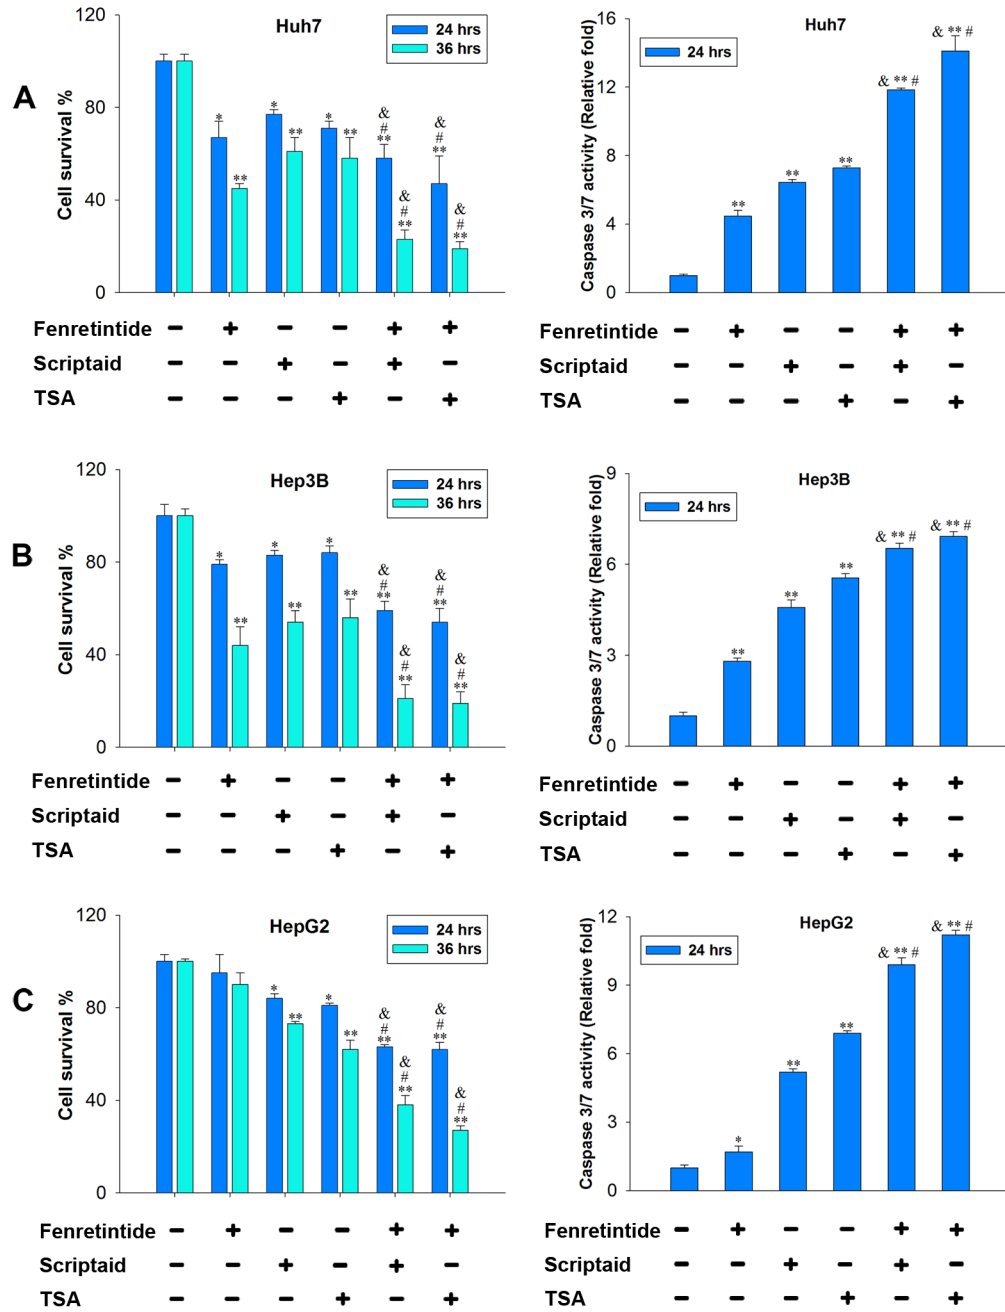 A
Huh7
24 hrs
36 hrs
Cell survival %
120
80
40
0
*
**
*
**
*
**
&
#
**
&
#
**
&
#
**
&
#
**
Fenretintide − + − − + +
Scriptaid − − + − + −
TSA − − − + − +
Huh7
24 hrs
Caspase 3/7 activity (Relative fold)
16
12
8
4
0
**
**
**
& ** #
& ** #
Fenretintide − + − − + +
Scriptaid − − + − + −
TSA − − − + − +
B
Hep3B
24 hrs
36 hrs
Cell survival %
120
80
40
0
*
**
*
**
*
**
&
#
**
&
#
**
&
#
**
&
#
**
Fenretintide − + − − + +
Scriptaid − − + − + −
TSA − − − + − +
Hep3B
24 hrs
Caspase 3/7 activity (Relative fold)
9
6
3
0
**
**
**
& ** #
& ** #
Fenretintide − + − − + +
Scriptaid − − + − + −
TSA − − − + − +
C
HepG2
24 hrs
36 hrs
Cell survival %
120
80
40
0
*
**
*
**
&
#
**
&
#
**
&
#
**
&
#
**
Fenretintide − + − − + +
Scriptaid − − + − + −
TSA − − − + − +
HepG2
24 hrs
Caspase 3/7 activity (Relative fold)
12
9
6
3
0
*
**
**
& ** #
& ** #
Fenretintide − + − − + +
Scriptaid − − + − + −
TSA − − − + − +